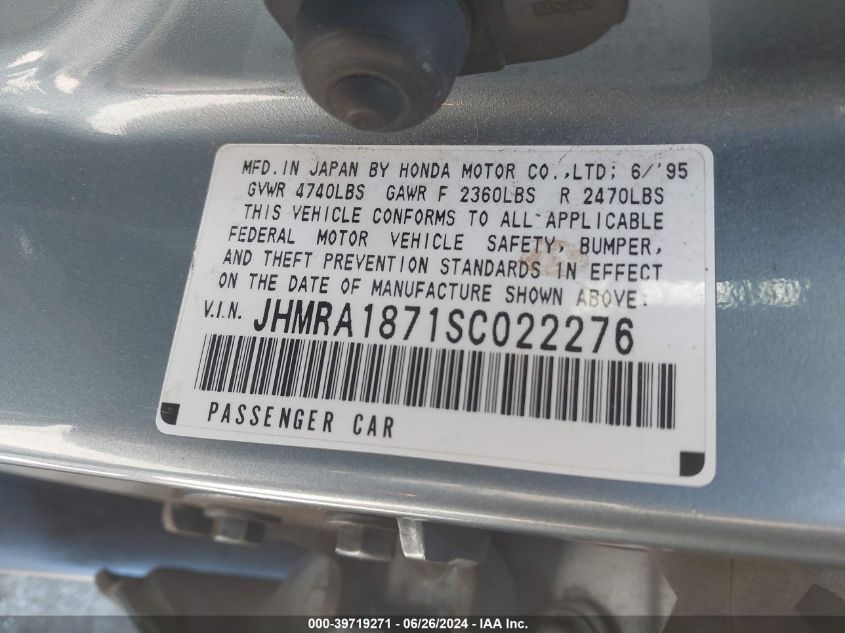 MFD.IN JAPAN BY HONDA MOTOR CO.,LTD; 6/'95
GVWR 4740LBS GAWR F 2360LBS R 2470LBS
THIS VEHICLE CONFORMS TO ALL APPLICABLE
FEDERAL MOTOR VEHICLE SAFETY, BUMPER,
AND THEFT PREVENTION STANDARDS IN EFFECT
ON THE DATE OF MANUFACTURE SHOWN ABOVE.
V.I.N. JHMRA1871SC022276
PASSENGER CAR
000-39719271 - 06/26/2024 - IAA Inc.